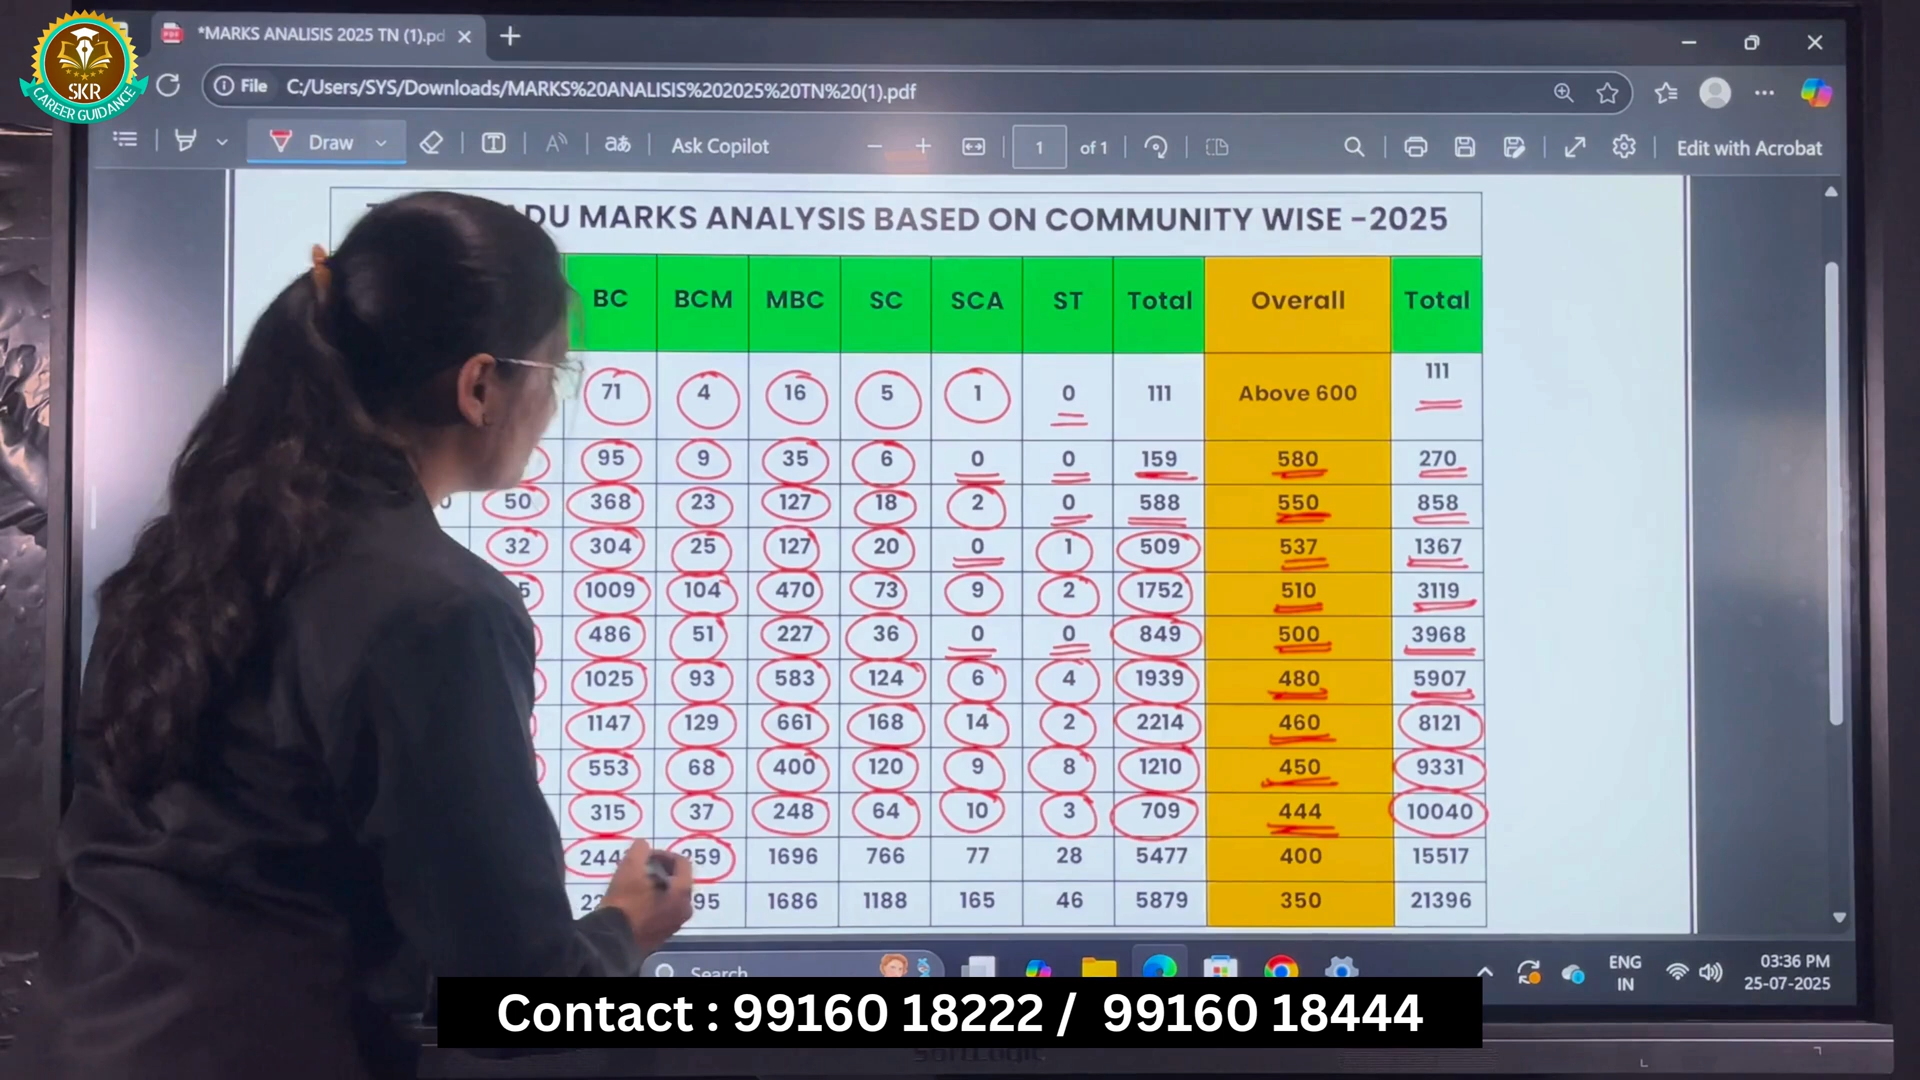 SKR
CAREER GUIDANCE
*MARKS ANALISIS 2025 TN (1).pd
File C:/Users/SYS/Downloads/MARKS%20ANALISIS%202025%20TN%20(1).pdf
Draw Ask Copilot 1 of 1 Edit with Acrobat
DU MARKS ANALYSIS BASED ON COMMUNITY WISE -2025
BC BCM MBC SC SCA ST Total Overall Total
71 4 16 5 1 0 111 Above 600 111
95 9 35 6 0 0 159 580 270
50 368 23 127 18 2 0 588 550 858
32 304 25 127 20 0 1 509 537 1367
1009 104 470 73 9 2 1752 510 3119
486 51 227 36 0 0 849 500 3968
1025 93 583 124 6 4 1939 480 5907
1147 129 661 168 14 2 2214 460 8121
553 68 400 120 9 8 1210 450 9331
315 37 248 64 10 3 709 444 10040
244 259 1696 766 77 28 5477 400 15517
22 95 1686 1188 165 46 5879 350 21396
Search
ENG
IN
03:36 PM
25-07-2025
Contact : 99160 18222 / 99160 18444